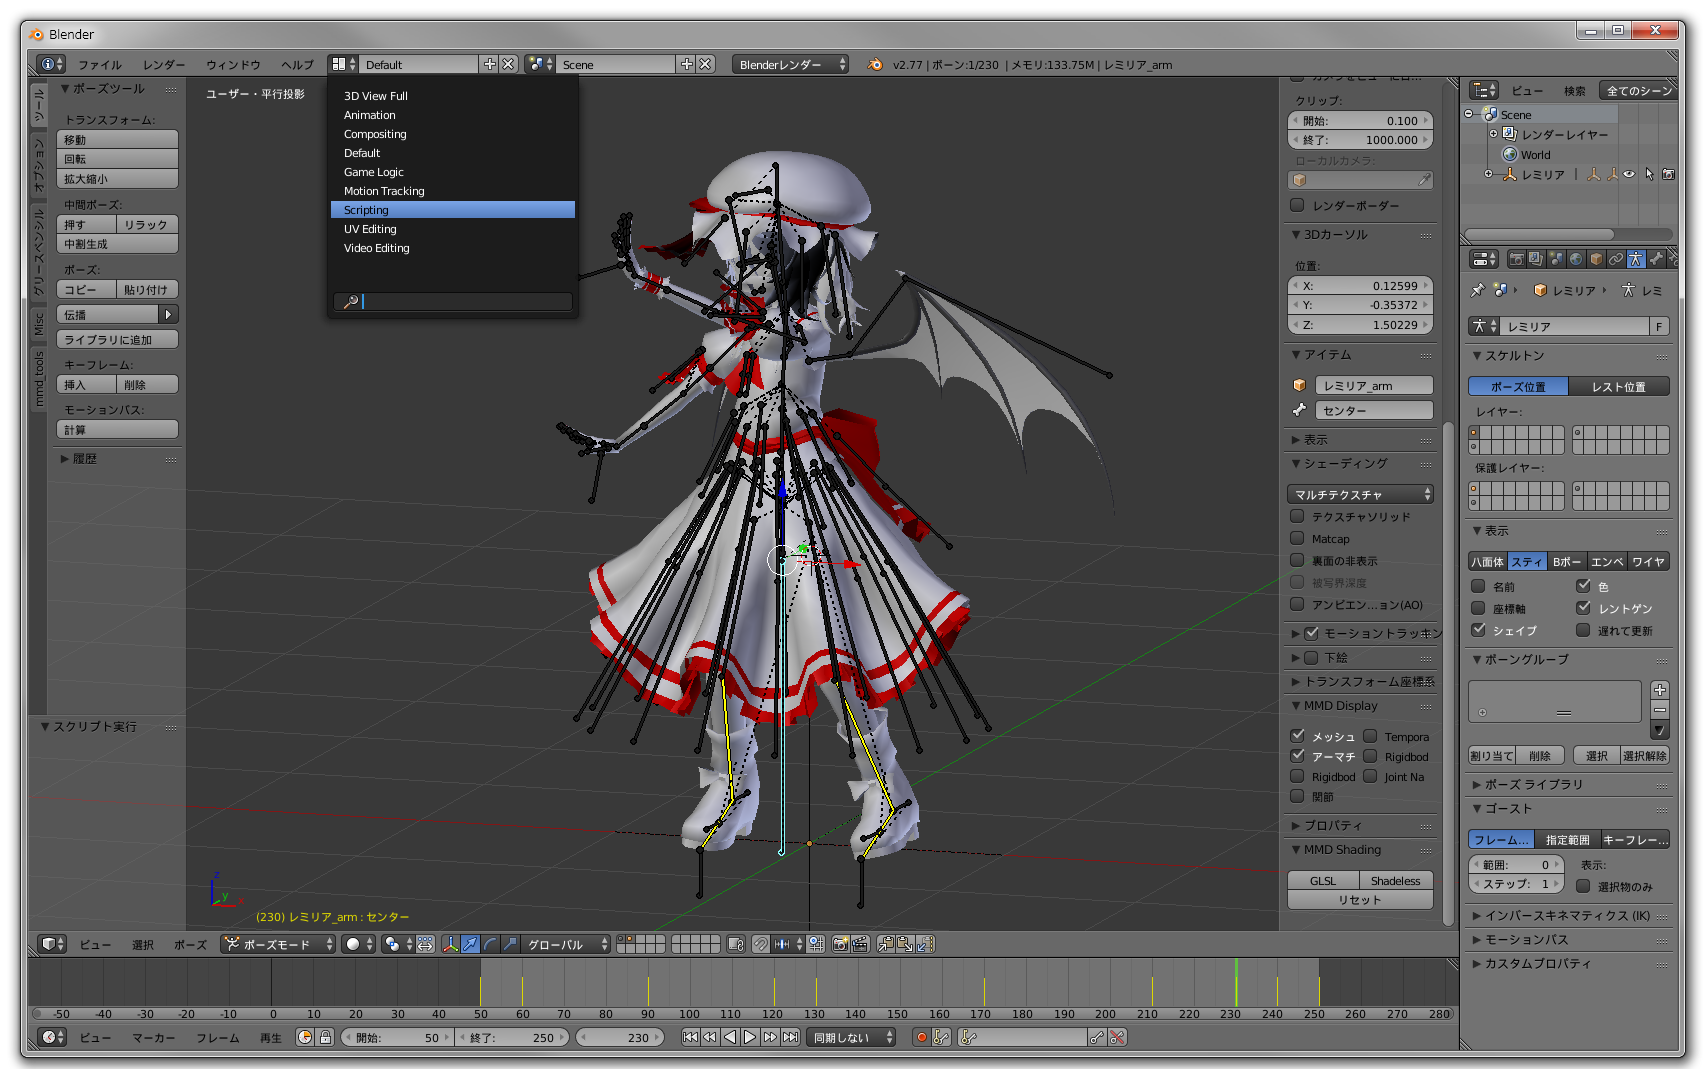 Blender
ファイル レンダー ウィンドウ ヘルプ Default Scene Blenderレンダー v2.77 | ボーン:1/230 | メモリ:133.75M | レミリア_arm
ツール
オプション
グリースペンシル
Misc
mmd_tools
ポーズツール
トランスフォーム:
移動
回転
拡大縮小
中間ポーズ:
押す リラック
中割生成
ポーズ:
コピー 貼り付け
伝播
ライブラリに追加
キーフレーム:
挿入 削除
モーションパス:
計算
履歴
スクリプト実行
ユーザー・平行投影
3D View Full
Animation
Compositing
Default
Game Logic
Motion Tracking
Scripting
UV Editing
Video Editing
z
y
x
(230) レミリア_arm : センター
クリップ:
開始: 0.100
終了: 1000.000
ローカルカメラ:
レンダーボーダー
3Dカーソル
位置:
X: 0.12599
Y: -0.35372
Z: 1.50229
アイテム
レミリア_arm
センター
表示
シェーディング
マルチテクスチャ
テクスチャソリッド
Matcap
裏面の非表示
被写界深度
アンビエン...ョン(AO)
モーショントラッキン
下絵
トランスフォーム座標系
MMD Display
メッシュ Tempora
アーマチ Rigidbod
Rigidbod Joint Na
関節
プロパティ
MMD Shading
GLSL Shadeless
リセット
ビュー 検索 全てのシーン
Scene
レンダーレイヤー
World
レミリア
レミリア レミ
レミリア F
スケルトン
ポーズ位置 レスト位置
レイヤー:
保護レイヤー:
表示
八面体 スティ Bボー エンベ ワイヤ
名前 色
座標軸 レントゲン
シェイプ 遅れて更新
ボーングループ
割り当て 削除 選択 選択解除
ポーズ ライブラリ
ゴースト
フレーム... 指定範囲 キーフレー...
範囲: 0 表示:
ステップ: 1 選択物のみ
インバースキネマティクス (IK)
モーションパス
カスタムプロパティ
ビュー 選択 ポーズ ポーズモード グローバル
-50 -40 -30 -20 -10 0 10 20 30 40 50 60 70 80 90 100 110 120 130 140 150 160 170 180 190 200 210 220 230 240 250 260 270 280
ビュー マーカー フレーム 再生 開始: 50 終了: 250 230 同期しない